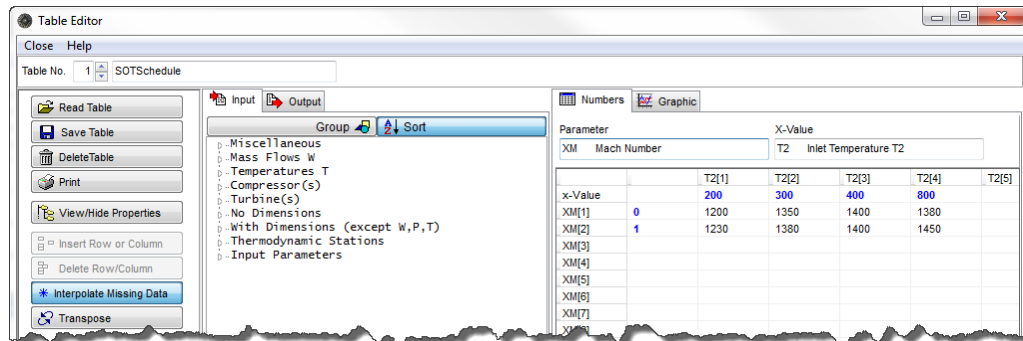 Table Editor
Close Help
Table No. 1 SOTSchedule
Read Table
Save Table
DeleteTable
Print
View/Hide Properties
Insert Row or Column
Delete Row/Column
Interpolate Missing Data
Transpose
Input Output
Group Sort
Miscellaneous
Mass Flows W
Temperatures T
Compressor(s)
Turbine(s)
No Dimensions
With Dimensions (except W,P,T)
Thermodynamic Stations
Input Parameters
Numbers Graphic
Parameter X-Value
XM Mach Number T2 Inlet Temperature T2
T2[1] T2[2] T2[3] T2[4] T2[5]
x-Value 200 300 400 800
XM[1] 0 1200 1350 1400 1380
XM[2] 1 1230 1380 1400 1450
XM[3]
XM[4]
XM[5]
XM[6]
XM[7]